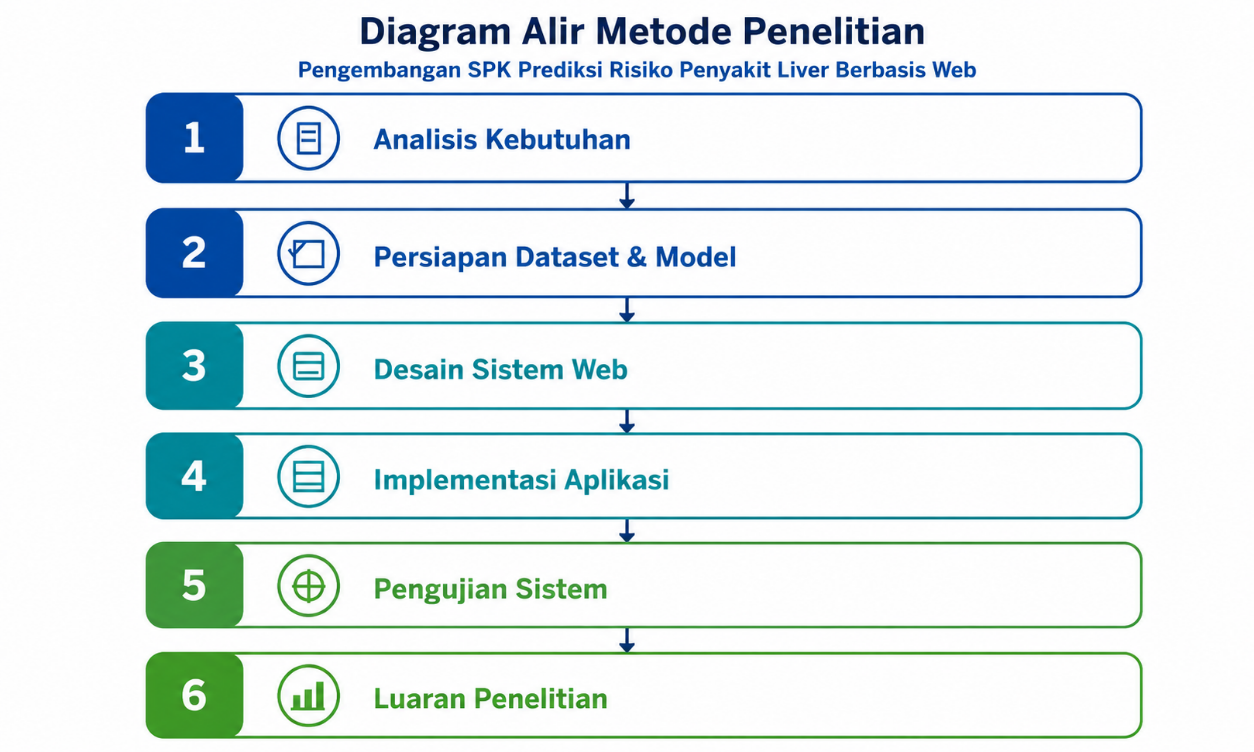 Diagram Alir Metode Penelitian
Pengembangan SPK Prediksi Risiko Penyakit Liver Berbasis Web
1 Analisis Kebutuhan
2 Persiapan Dataset & Model
3 Desain Sistem Web
4 Implementasi Aplikasi
5 Pengujian Sistem
6 Luaran Penelitian